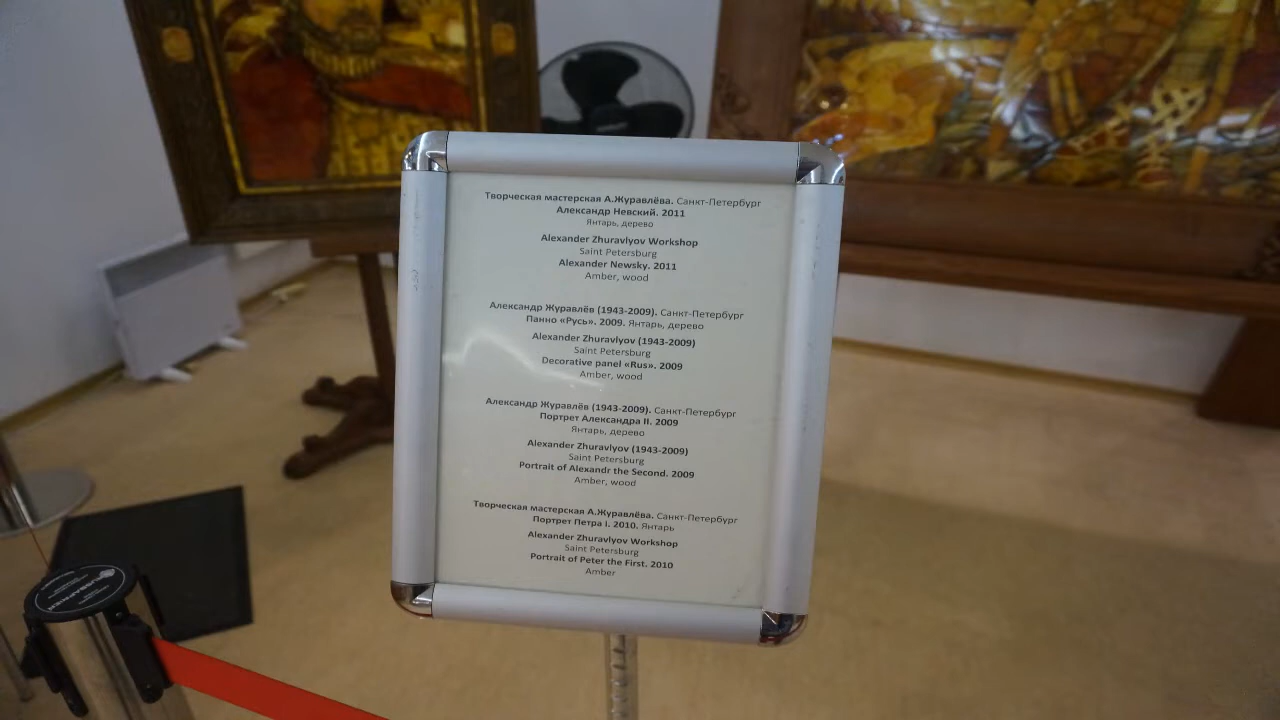 Творческая мастерская А.Журавлёва. Санкт-Петербург
Александр Невский. 2011
Янтарь, дерево
Alexander Zhuravlyov Workshop
Saint Petersburg
Alexander Newsky. 2011
Amber, wood
Александр Журавлёв (1943-2009). Санкт-Петербург
Панно «Русь». 2009. Янтарь, дерево
Alexander Zhuravlyov (1943-2009)
Saint Petersburg
Decorative panel «Rus». 2009
Amber, wood
Александр Журавлёв (1943-2009). Санкт-Петербург
Портрет Александра II. 2009
Янтарь, дерево
Alexander Zhuravlyov (1943-2009)
Saint Petersburg
Portrait of Alexandr the Second. 2009
Amber, wood
Творческая мастерская А.Журавлёва. Санкт-Петербург
Портрет Петра I. 2010. Янтарь
Alexander Zhuravlyov Workshop
Saint Petersburg
Portrait of Peter the First. 2010
Amber